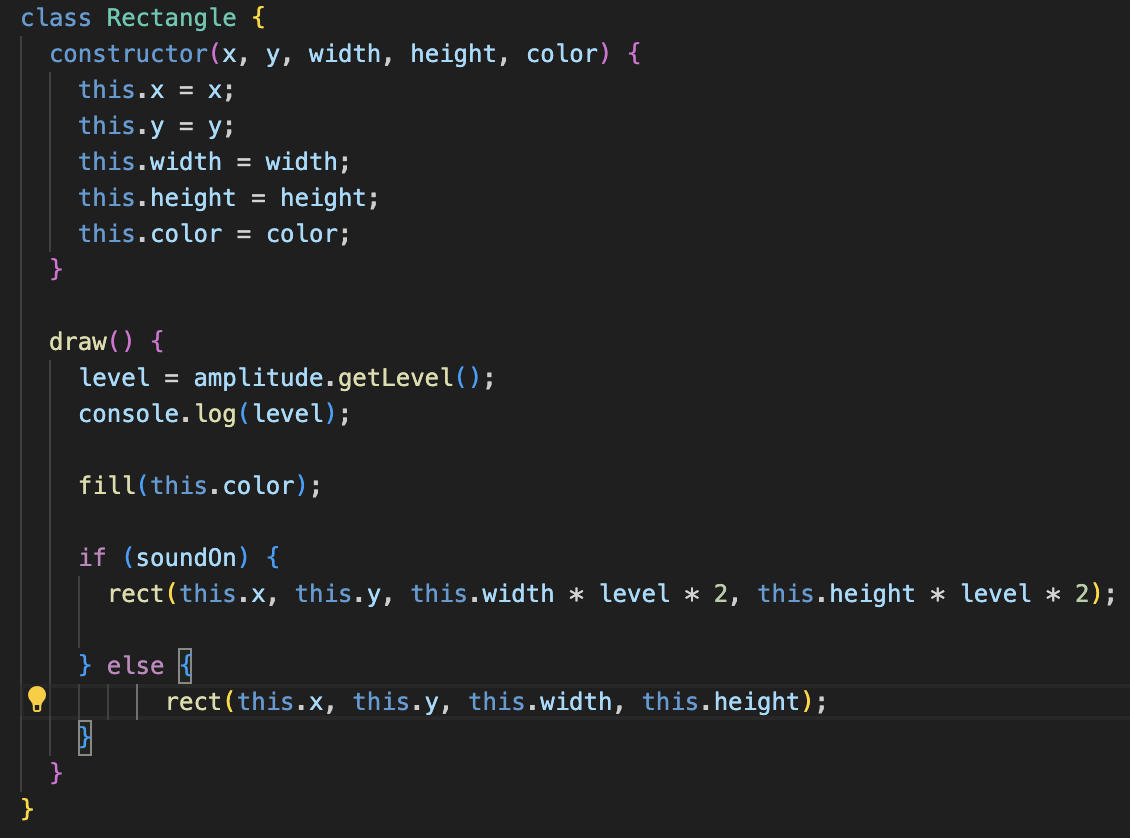 class Rectangle {
  constructor(x, y, width, height, color) {
    this.x = x;
    this.y = y;
    this.width = width;
    this.height = height;
    this.color = color;
  }

  draw() {
    level = amplitude.getLevel();
    console.log(level);

    fill(this.color);

    if (soundOn) {
      rect(this.x, this.y, this.width * level * 2, this.height * level * 2);

    } else {
          rect(this.x, this.y, this.width, this.height);
    }
  }
}